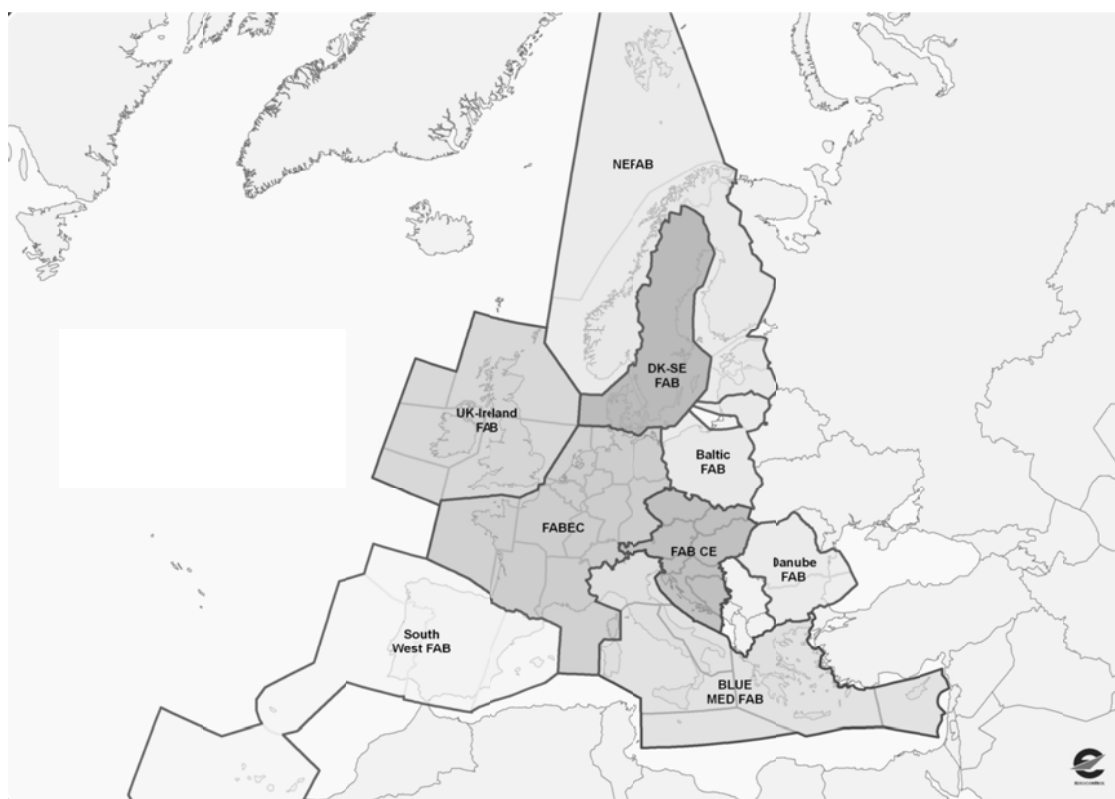 NEFAB
DK-SE
FAB
UK-Ireland
FAB
Baltic
FAB
FABEC
FAB CE
Danube
FAB
South
West FAB
BLUE
MED FAB